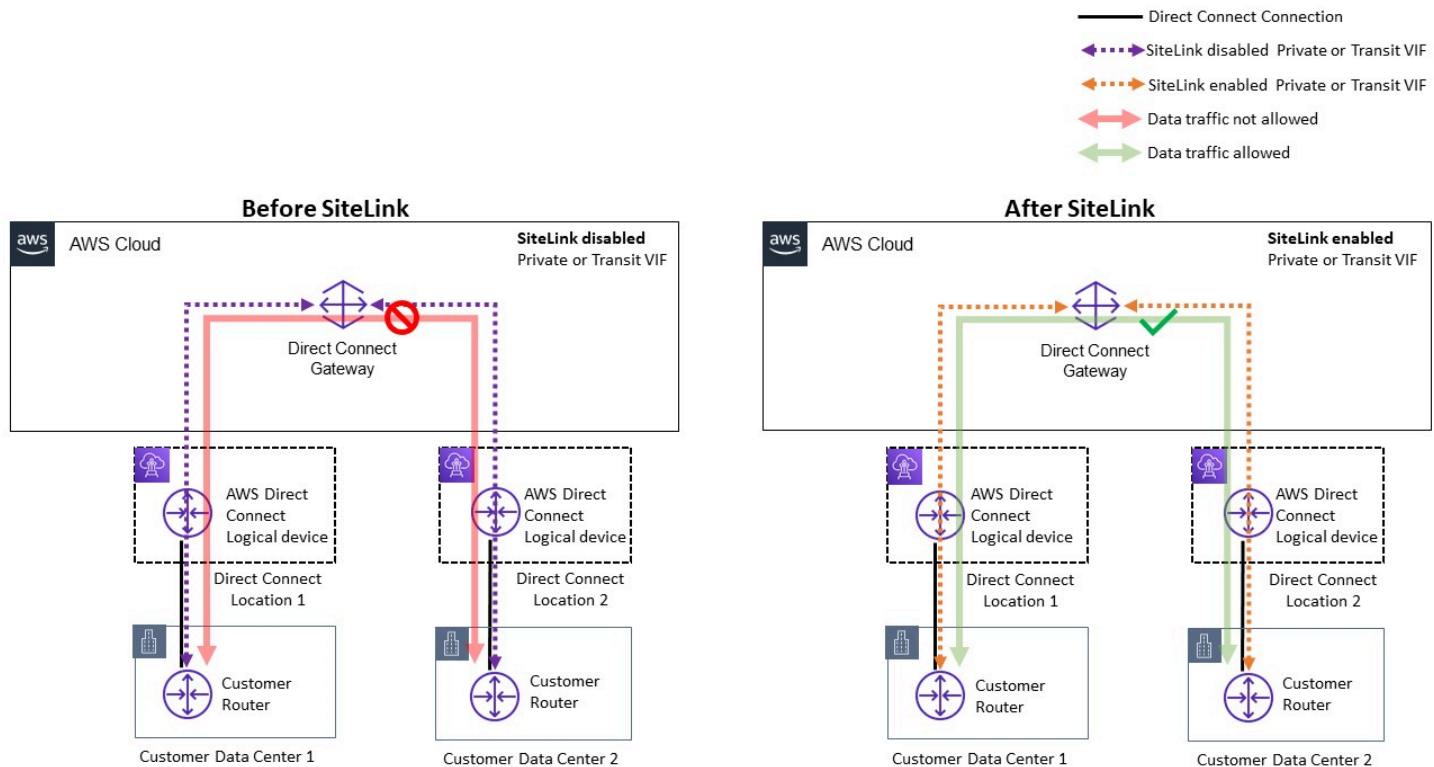 Direct Connect Connection
SiteLink disabled Private or Transit VIF
SiteLink enabled Private or Transit VIF
Data traffic not allowed
Data traffic allowed
Before SiteLink
aws
AWS Cloud
SiteLink disabled
Private or Transit VIF
Direct Connect
Gateway
AWS Direct
Connect
Logical device
AWS Direct
Connect
Logical device
Direct Connect
Location 1
Direct Connect
Location 2
Customer
Router
Customer
Router
Customer Data Center 1
Customer Data Center 2
After SiteLink
aws
AWS Cloud
SiteLink enabled
Private or Transit VIF
Direct Connect
Gateway
AWS Direct
Connect
Logical device
AWS Direct
Connect
Logical device
Direct Connect
Location 1
Direct Connect
Location 2
Customer
Router
Customer
Router
Customer Data Center 1
Customer Data Center 2